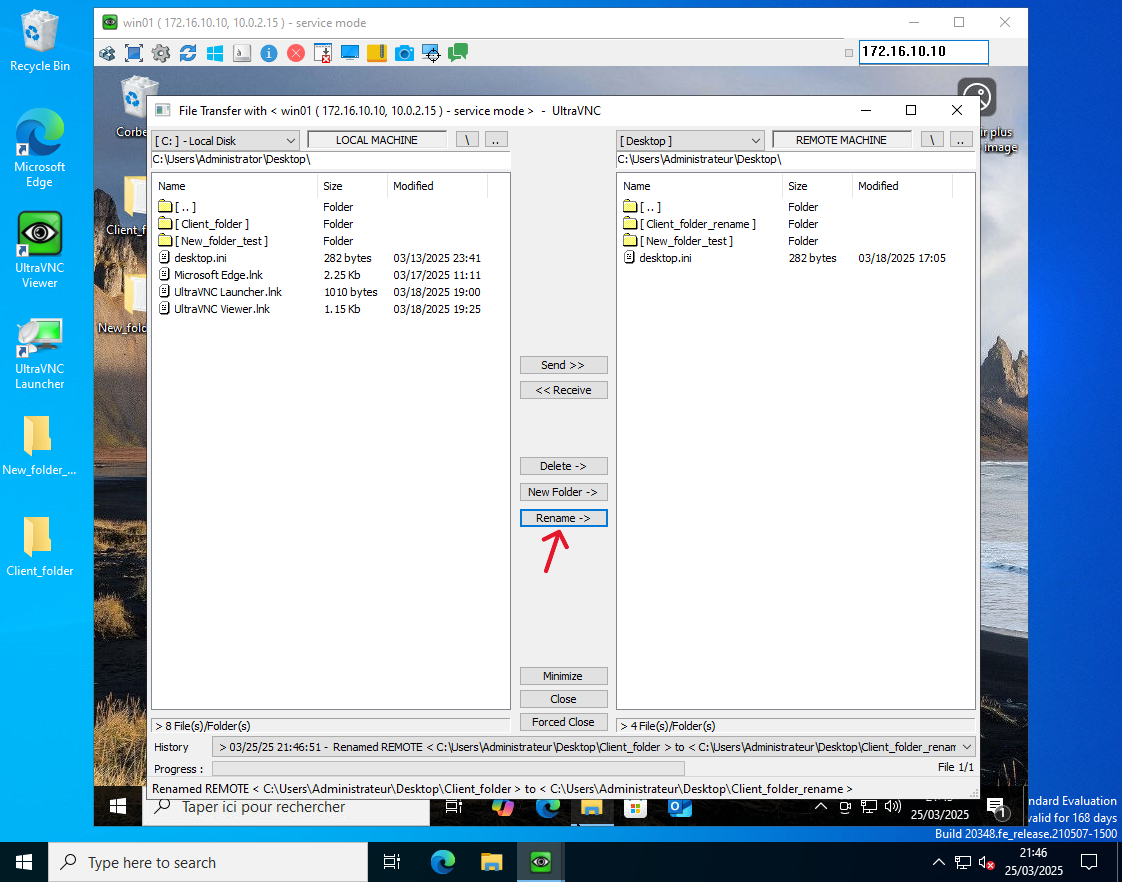 Recycle Bin
Microsoft
Edge
UltraVNC
Viewer
UltraVNC
Launcher
New_folder_...
Client_folder
win01 ( 172.16.10.10, 10.0.2.15 ) - service mode
172.16.10.10
Corbe
Client_f
New_fold
ir plus
image
File Transfer with < win01 ( 172.16.10.10, 10.0.2.15 ) - service mode > - UltraVNC
[ C: ] - Local Disk
LOCAL MACHINE
\
..
[ Desktop ]
REMOTE MACHINE
\
..
C:\Users\Administrator\Desktop\
C:\Users\Administrateur\Desktop\
Name Size Modified
[ .. ] Folder
[ Client_folder ] Folder
[ New_folder_test ] Folder
desktop.ini 282 bytes 03/13/2025 23:41
Microsoft Edge.lnk 2.25 Kb 03/17/2025 11:11
UltraVNC Launcher.lnk 1010 bytes 03/18/2025 19:00
UltraVNC Viewer.lnk 1.15 Kb 03/18/2025 19:25
Name Size Modified
[ .. ] Folder
[ Client_folder_rename ] Folder
[ New_folder_test ] Folder
desktop.ini 282 bytes 03/18/2025 17:05
Send >>
<< Receive
Delete ->
New Folder ->
Rename ->
Minimize
Close
Forced Close
> 8 File(s)/Folder(s)
> 4 File(s)/Folder(s)
History
> 03/25/25 21:46:51 - Renamed REMOTE < C:\Users\Administrateur\Desktop\Client_folder > to < C:\Users\Administrateur\Desktop\Client_folder_renam
Progress :
File 1/1
Renamed REMOTE < C:\Users\Administrateur\Desktop\Client_folder > to < C:\Users\Administrateur\Desktop\Client_folder_rename >
Taper ici pour rechercher
25/03/2025
1
ndard Evaluation
valid for 168 days
Build 20348.fe_release.210507-1500
Type here to search
21:46
25/03/2025